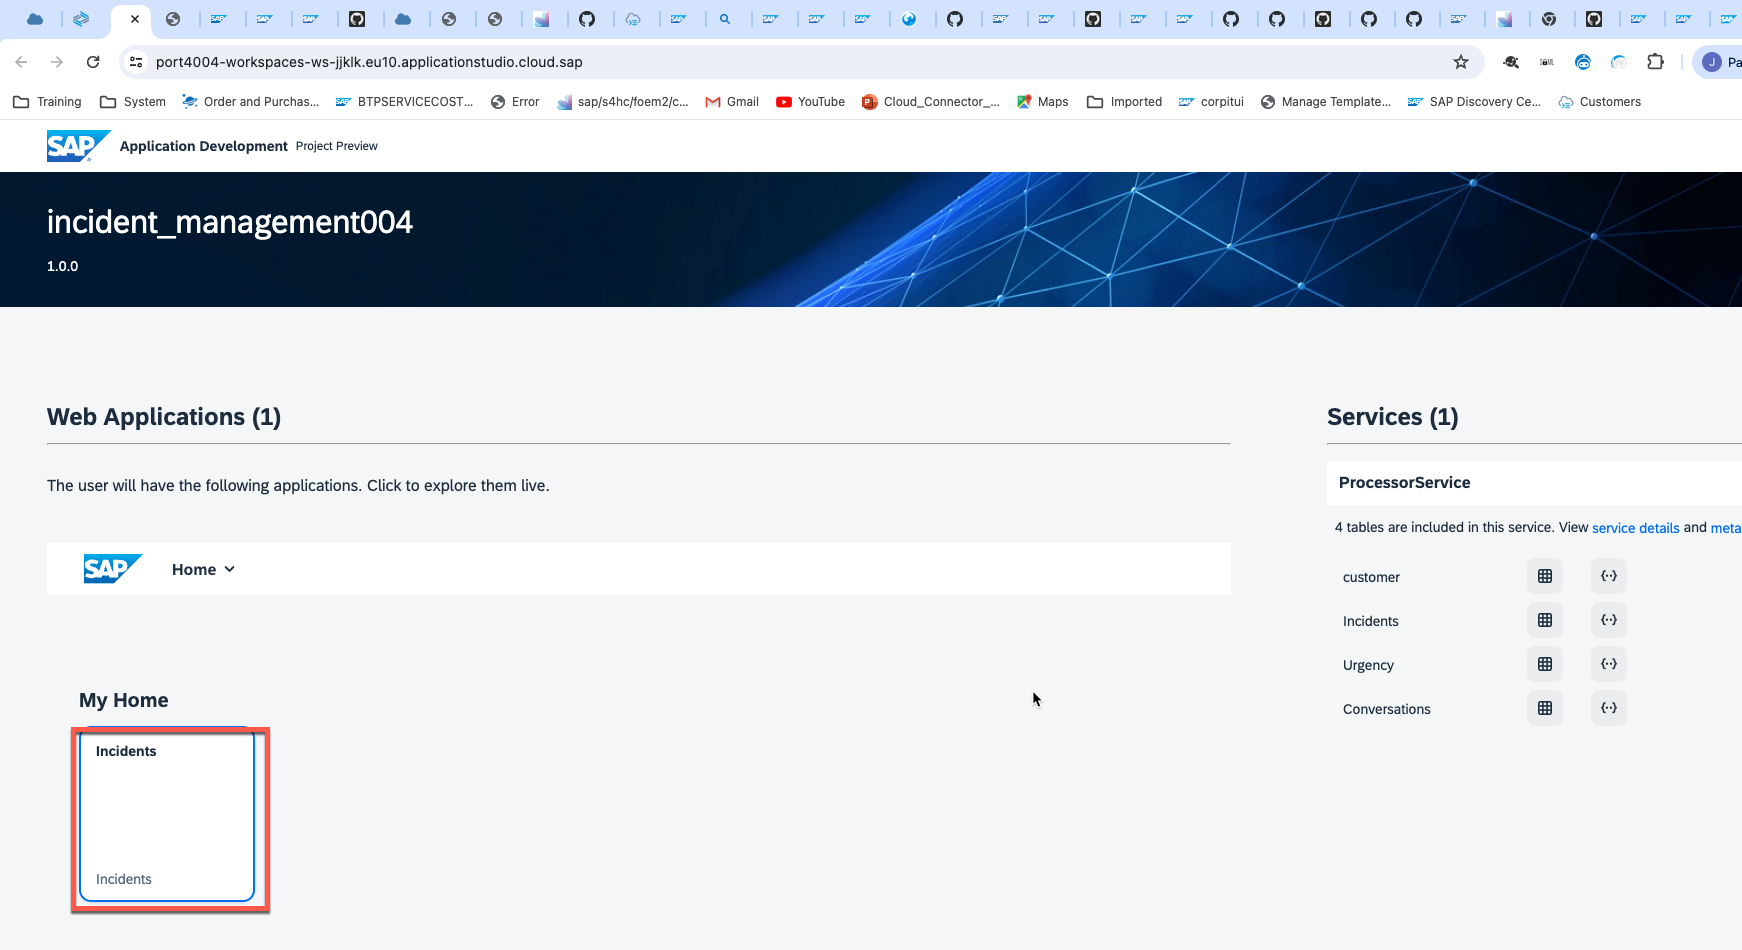 port4004-workspaces-ws-jjklk.eu10.applicationstudio.cloud.sap
J Pa
Training System Order and Purchas... BTPSERVICECOST... Error sap/s4hc/foem2/c... Gmail YouTube Cloud_Connector_... Maps Imported corpitui Manage Template... SAP Discovery Ce... Customers
SAP Application Development Project Preview
incident_management004
1.0.0
Web Applications (1)
The user will have the following applications. Click to explore them live.
SAP Home
My Home
Incidents
Incidents
Services (1)
ProcessorService
4 tables are included in this service. View service details and meta
customer
Incidents
Urgency
Conversations